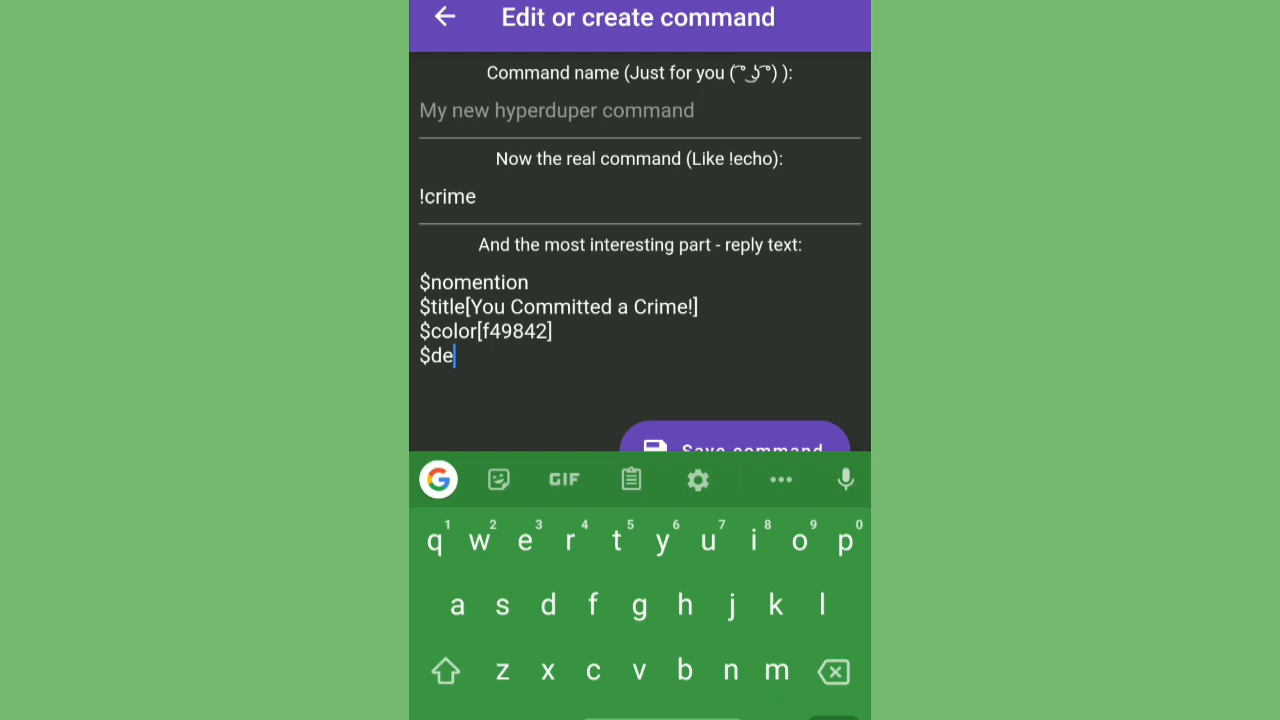 Edit or create command
Command name (Just for you ( ͡° ͜ʖ ͡°) ):
My new hyperduper command
Now the real command (Like !echo):
!crime
And the most interesting part - reply text:
$nomention
$title[You Committed a Crime!]
$color[f49842]
$de
Save command
G GIF
1 2 3 4 5 6 7 8 9 0
q w e r t y u i o p
a s d f g h j k l
z x c v b n m